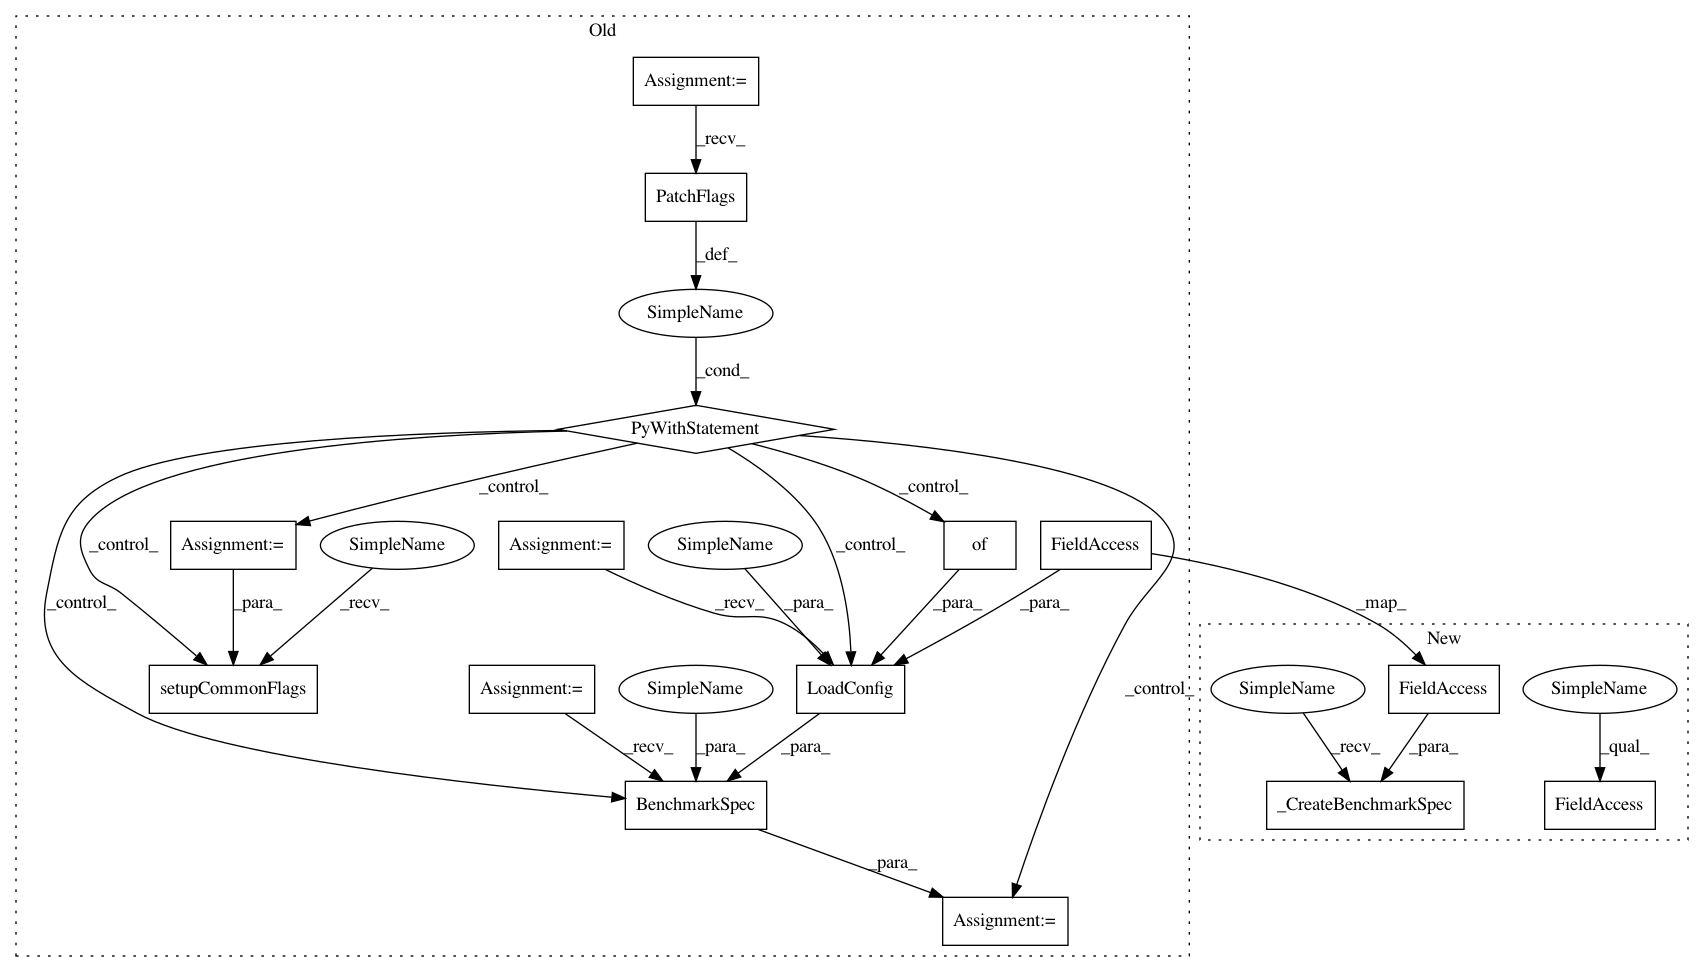 Old
Assignment:=
_recv_
PatchFlags
_def_
SimpleName
_cond_
PyWithStatement
_control_
_control_
Assignment:=
SimpleName
Assignment:=
SimpleName
of
FieldAccess
_control_
_control_
_control_
_para_
_recv_
_recv_
_para_
_para_
_para_
_map_
New
setupCommonFlags
Assignment:=
SimpleName
LoadConfig
_control_
SimpleName
FieldAccess
SimpleName
_recv_
_para_
_para_
_recv_
_para_
_qual_
BenchmarkSpec
_CreateBenchmarkSpec
FieldAccess
_para_
Assignment:=